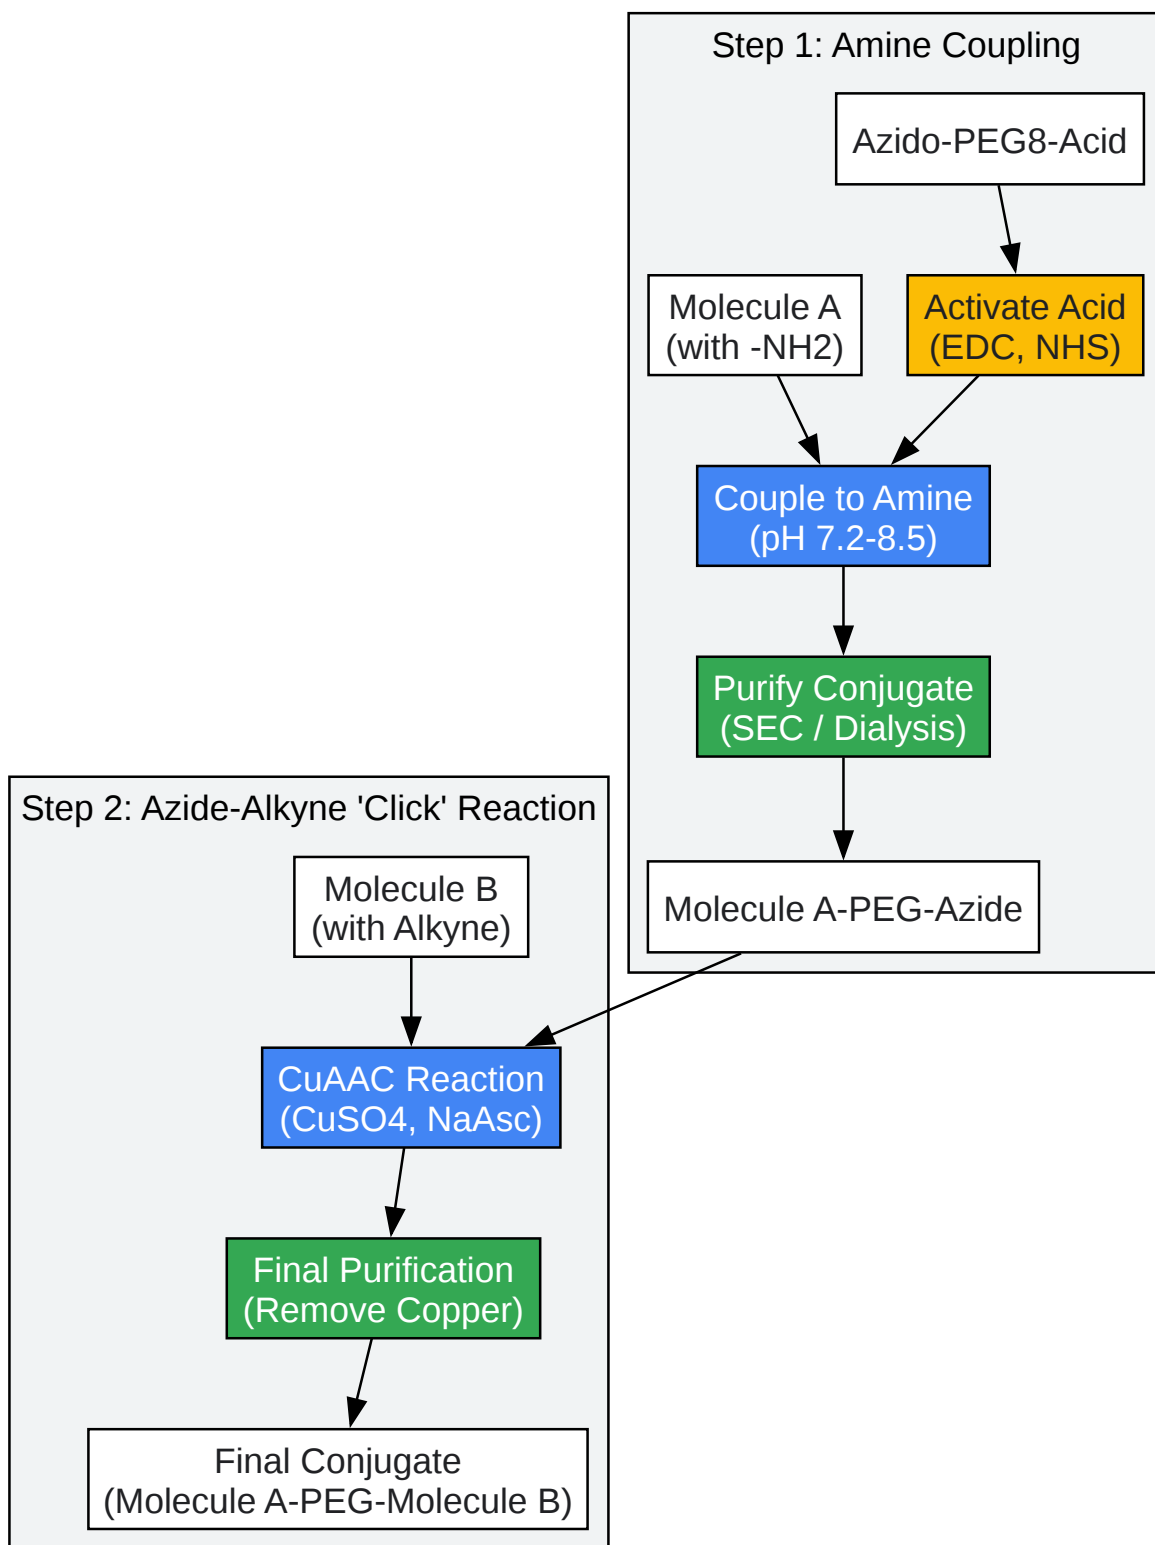 Step 1: Amine Coupling
Azido-PEG8-Acid
Molecule A
(with -NH2)
Activate Acid
(EDC, NHS)
Couple to Amine
(pH 7.2-8.5)
Purify Conjugate
(SEC / Dialysis)
Molecule A-PEG-Azide
Step 2: Azide-Alkyne 'Click' Reaction
Molecule B
(with Alkyne)
CuAAC Reaction
(CuSO4, NaAsc)
Final Purification
(Remove Copper)
Final Conjugate
(Molecule A-PEG-Molecule B)